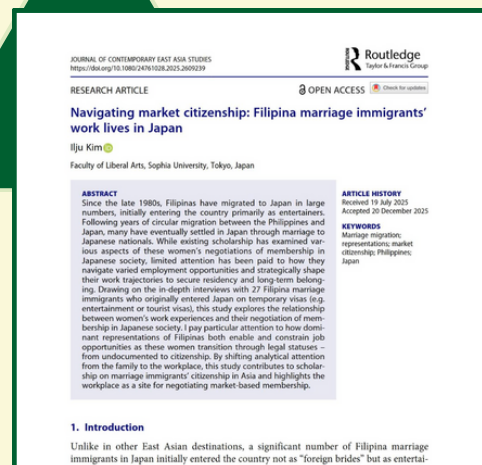 JOURNAL OF CONTEMPORARY EAST ASIA STUDIES
https://doi.org/10.1080/24761028.2025.2609239
Routledge
Taylor & Francis Group
RESEARCH ARTICLE
OPEN ACCESS
Check for updates
Navigating market citizenship: Filipina marriage immigrants'
work lives in Japan
Ilju Kim
Faculty of Liberal Arts, Sophia University, Tokyo, Japan
ABSTRACT
Since the late 1980s, Filipinas have migrated to Japan in large
numbers, initially entering the country primarily as entertainers.
Following years of circular migration between the Philippines and
Japan, many have eventually settled in Japan through marriage to
Japanese nationals. While existing scholarship has examined var-
ious aspects of these women's negotiations of membership in
Japanese society, limited attention has been paid to how they
navigate varied employment opportunities and strategically shape
their work trajectories to secure residency and long-term belong-
ing. Drawing on the in-depth interviews with 27 Filipina marriage
immigrants who originally entered Japan on temporary visas (e.g.
entertainment or tourist visas), this study explores the relationship
between women's work experiences and their negotiation of mem-
bership in Japanese society. I pay particular attention to how domi-
nant representations of Filipinas both enable and constrain job
opportunities as these women transition through legal statuses –
from undocumented to citizenship. By shifting analytical attention
from the family to the workplace, this study contributes to scholar-
ship on marriage immigrants' citizenship in Asia and highlights the
workplace as a site for negotiating market-based membership.
ARTICLE HISTORY
Received 19 July 2025
Accepted 20 December 2025
KEYWORDS
Marriage migration;
representations; market
citizenship; Philippines;
Japan
1. Introduction
Unlike in other East Asian destinations, a significant number of Filipina marriage
immigrants in Japan initially entered the country not as "foreign brides" but as entertai-